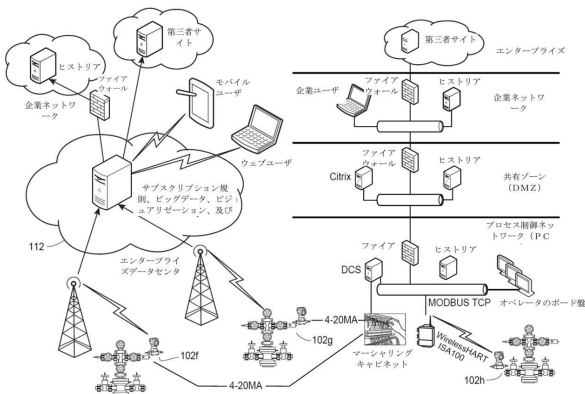 第三者サイト
ヒストリア
ファイア
ウォール
企業ネットワ
ーク
モバイル
ユーザ
ウェブユーザ
サブスクリプション規
則、ビッグデータ、ビジ
ュアリゼーション、及び
112
エンタープライ
ズデータセンタ
102f
102g
4-20MA
4-20MA
第三者サイト
エンタープライズ
企業ユーザ
ファイア
ウォール
ヒストリア
企業ネットワ
ーク
ファイア
ウォール
ヒストリア
Citrix
共有ゾーン
(DMZ)
プロセス制御ネッ
トワーク（PC
ファイア
ヒストリア
DCS
MODBUS TCP
オペレータのボード盤
マーシャリング
キャビネット
WirelessHART
ISA100
102h